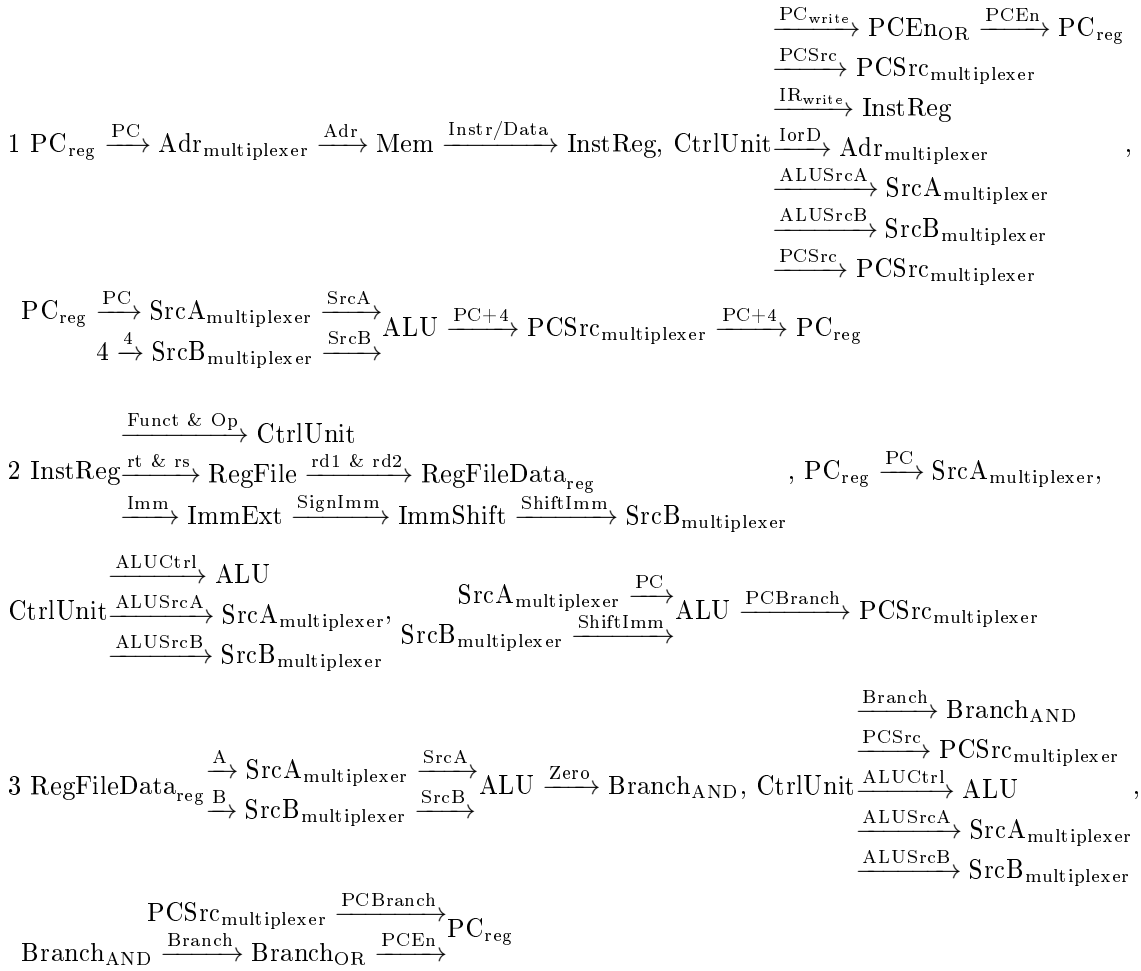 PC_write→ PCEn_OR PCEn→ PC_reg
PCSrc→ PCSrc_multiplexer
IR_write→ InstReg
1 PC_reg PC→ Adr_multiplexer Adr→ Mem Instr/Data→ InstReg, CtrlUnit IorD→ Adr_multiplexer ,
ALUSrcA→ SrcA_multiplexer
ALUSrcB→ SrcB_multiplexer
PCSrc→ PCSrc_multiplexer
PC_reg PC→ SrcA_multiplexer SrcA→
ALU PC+4→ PCSrc_multiplexer PC+4→ PC_reg
4 4→ SrcB_multiplexer SrcB→
Funct & Op→ CtrlUnit
2 InstReg rt & rs→ RegFile rd1 & rd2→ RegFileData_reg , PC_reg PC→ SrcA_multiplexer,
Imm→ ImmExt SignImm→ ImmShift ShiftImm→ SrcB_multiplexer
ALUCtrl→ ALU
CtrlUnit ALUSrcA→ SrcA_multiplexer, SrcA_multiplexer PC→
ALU PCBranch→ PCSrc_multiplexer
SrcB_multiplexer ShiftImm→
ALUSrcB→ SrcB_multiplexer
Branch→ Branch_AND
PCSrc→ PCSrc_multiplexer
3 RegFileData_reg A→ SrcA_multiplexer SrcA→
B→ SrcB_multiplexer SrcB→
ALU Zero→ Branch_AND, CtrlUnit ALUCtrl→ ALU ,
ALUSrcA→ SrcA_multiplexer
ALUSrcB→ SrcB_multiplexer
PCSrc_multiplexer PCBranch→
PC_reg
Branch_AND Branch→ Branch_OR PCEn→